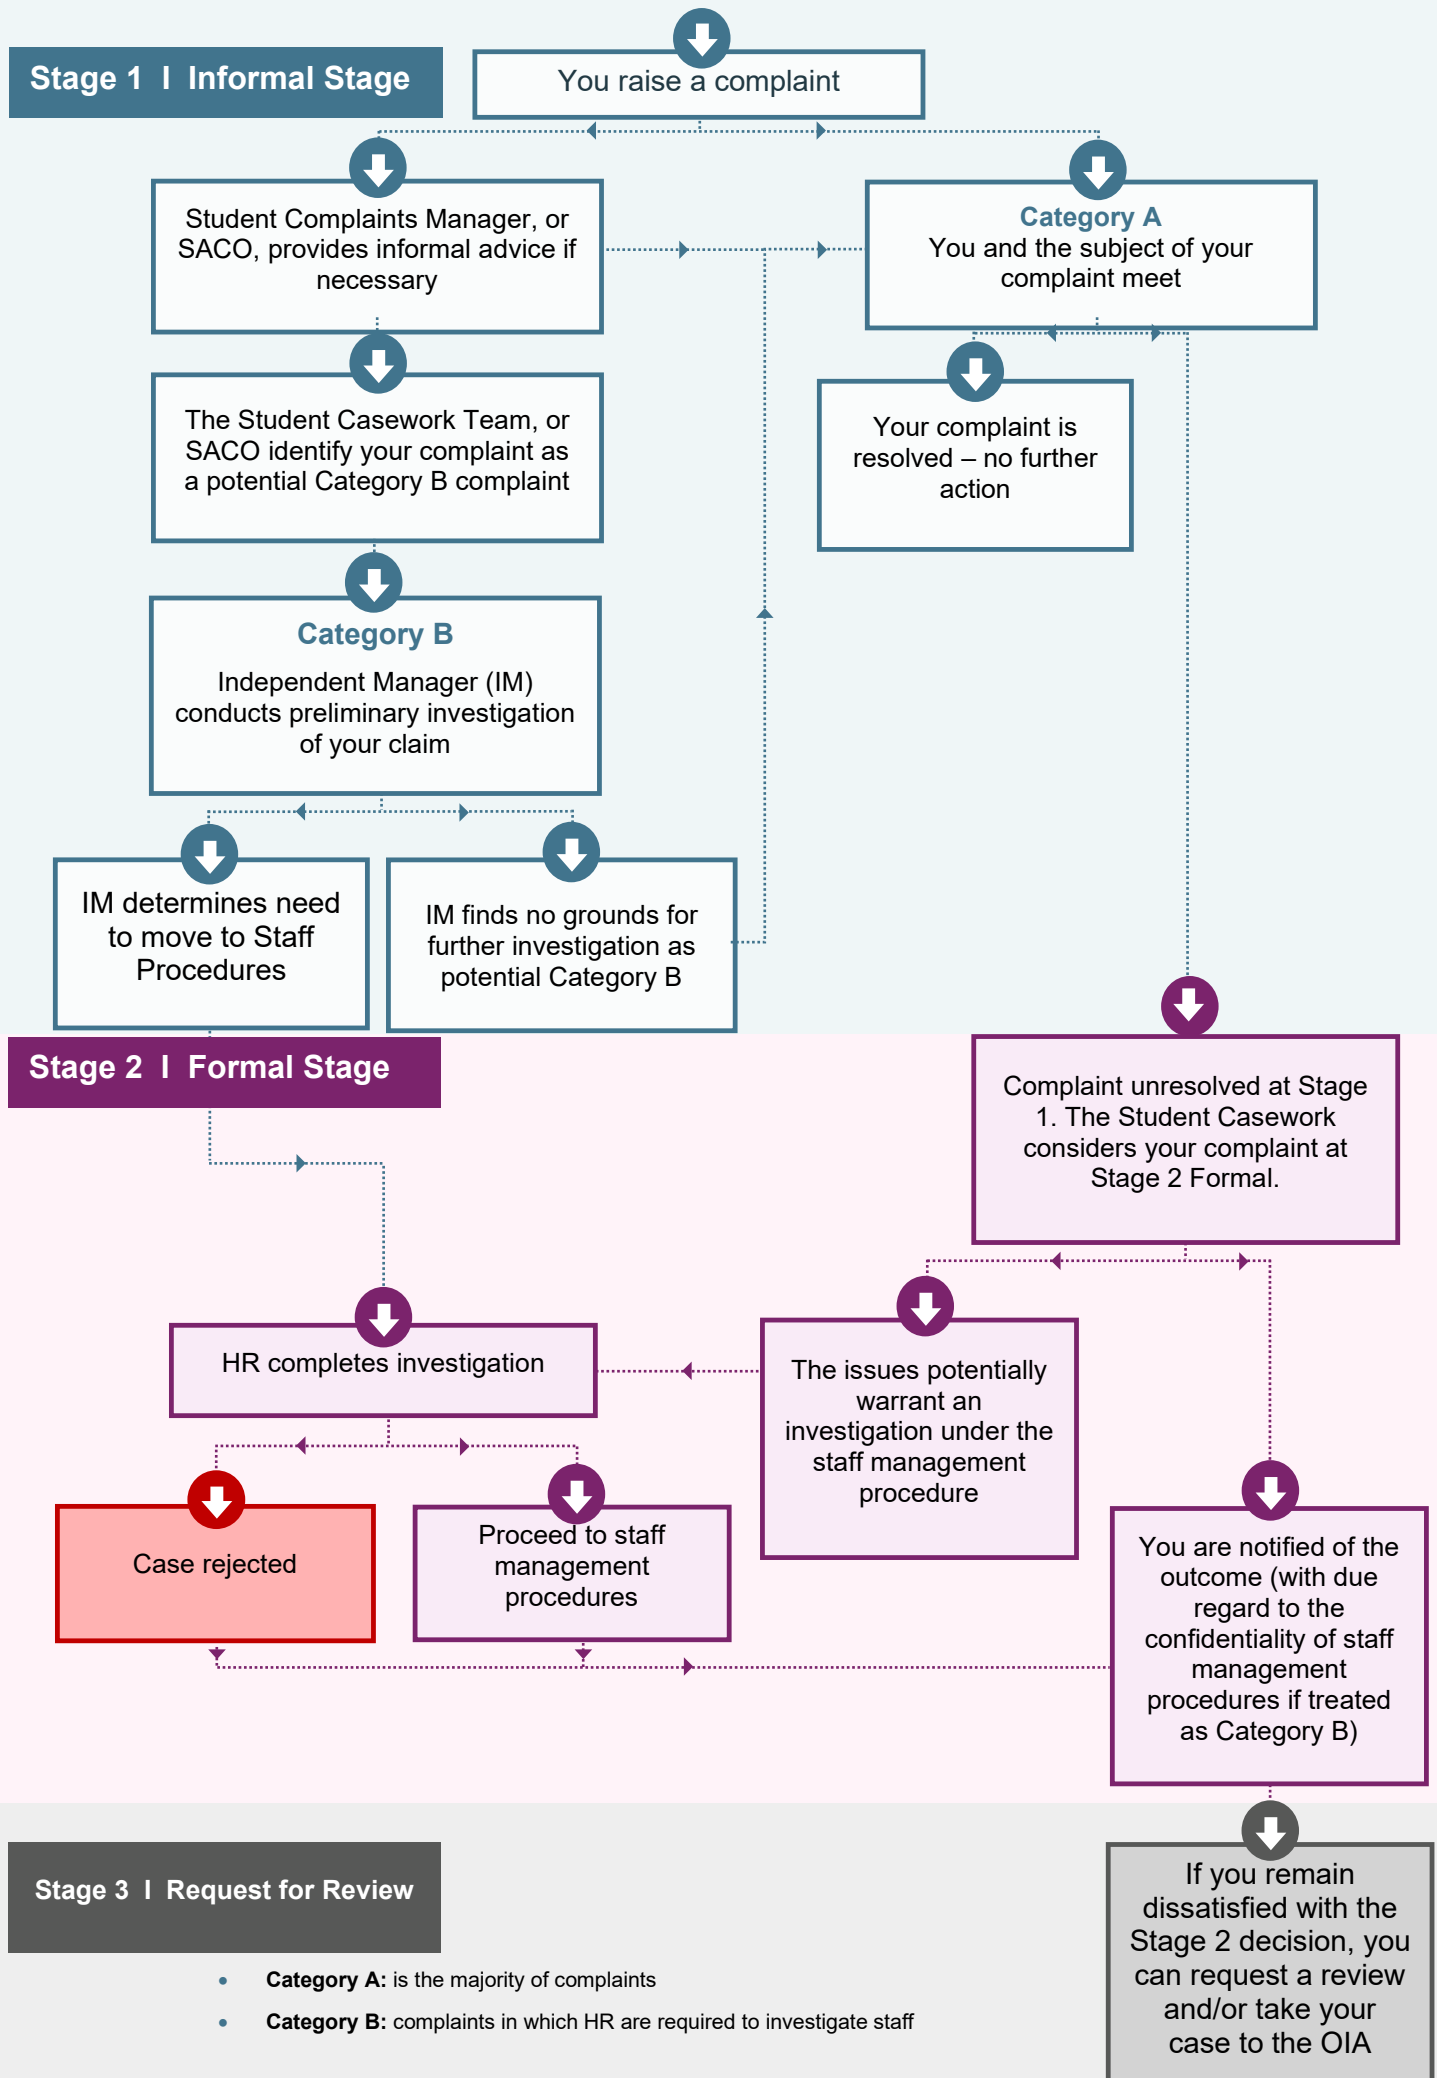 Stage 1 I Informal Stage
You raise a complaint
Student Complaints Manager, or
SACO, provides informal advice if
necessary
Category A
You and the subject of your
complaint meet
The Student Casework Team, or
SACO identify your complaint as
a potential Category B complaint
Your complaint is
resolved – no further
action
Category B
Independent Manager (IM)
conducts preliminary investigation
of your claim
IM determines need
to move to Staff
Procedures
IM finds no grounds for
further investigation as
potential Category B
Stage 2 I Formal Stage
Complaint unresolved at Stage
1. The Student Casework
considers your complaint at
Stage 2 Formal.
HR completes investigation
The issues potentially
warrant an
investigation under the
staff management
procedure
Case rejected
Proceed to staff
management
procedures
You are notified of the
outcome (with due
regard to the
confidentiality of staff
management
procedures if treated
as Category B)
Stage 3 I Request for Review
If you remain
dissatisfied with the
Stage 2 decision, you
can request a review
and/or take your
case to the OIA
• Category A: is the majority of complaints
• Category B: complaints in which HR are required to investigate staff